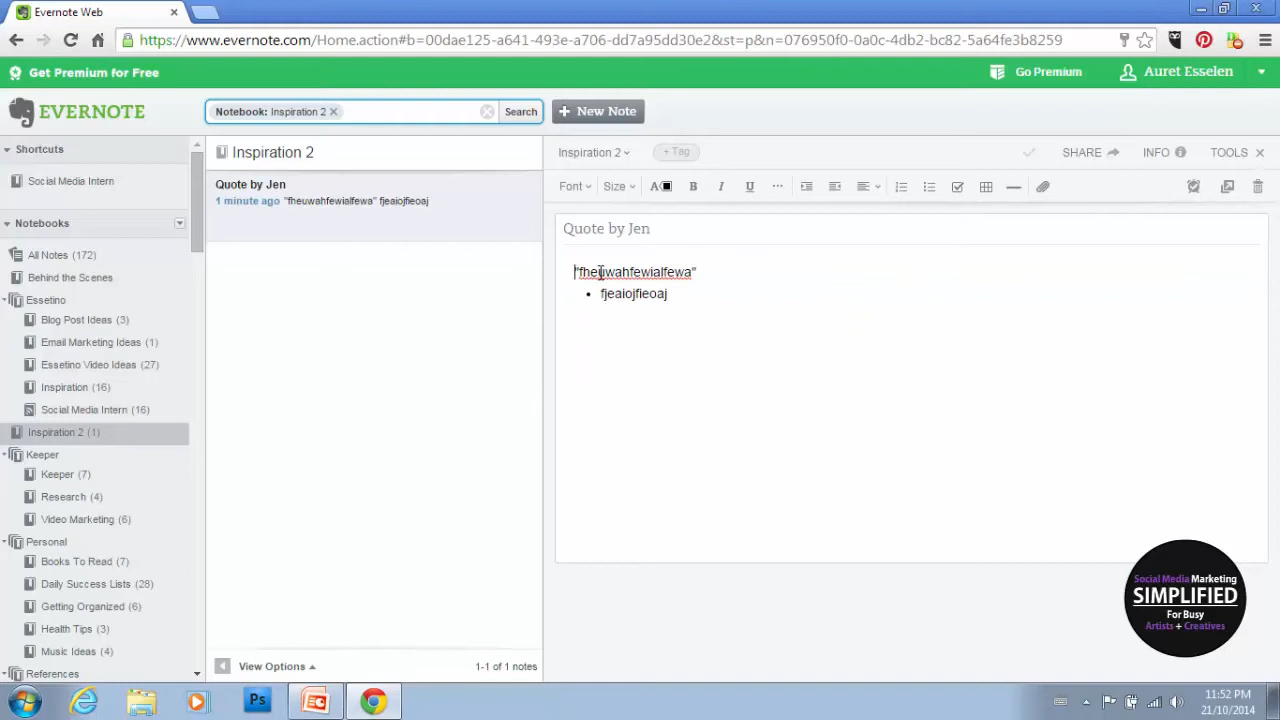 Evernote Web
https://www.evernote.com/Home.action#b=00dae125-a641-493e-a706-dd7a95dd30e2&st=p&n=076950f0-0a0c-4db2-bc82-5a64fe3b8259
Get Premium for Free
Go Premium
Auret Esselen
EVERNOTE
Notebook: Inspiration 2
Search
+ New Note
Shortcuts
Social Media Intern
Notebooks
All Notes (172)
Behind the Scenes
Essetino
Blog Post Ideas (3)
Email Marketing Ideas (1)
Essetino Video Ideas (27)
Inspiration (16)
Social Media Intern (16)
Inspiration 2 (1)
Keeper
Keeper (7)
Research (4)
Video Marketing (6)
Personal
Books To Read (7)
Daily Success Lists (28)
Getting Organized (6)
Health Tips (3)
Music Ideas (4)
References
Inspiration 2
Quote by Jen
1 minute ago "fheuwahfewialfewa" fjeaiojfieoaj
View Options
1-1 of 1 notes
Inspiration 2
+ Tag
SHARE
INFO
TOOLS
Font
Size
A
B
I
U
Quote by Jen
"fheuwahfewialfewa"
• fjeaiojfieoaj
Social Media Marketing
SIMPLIFIED
For Busy
Artists + Creatives
Ps
11:52 PM
21/10/2014